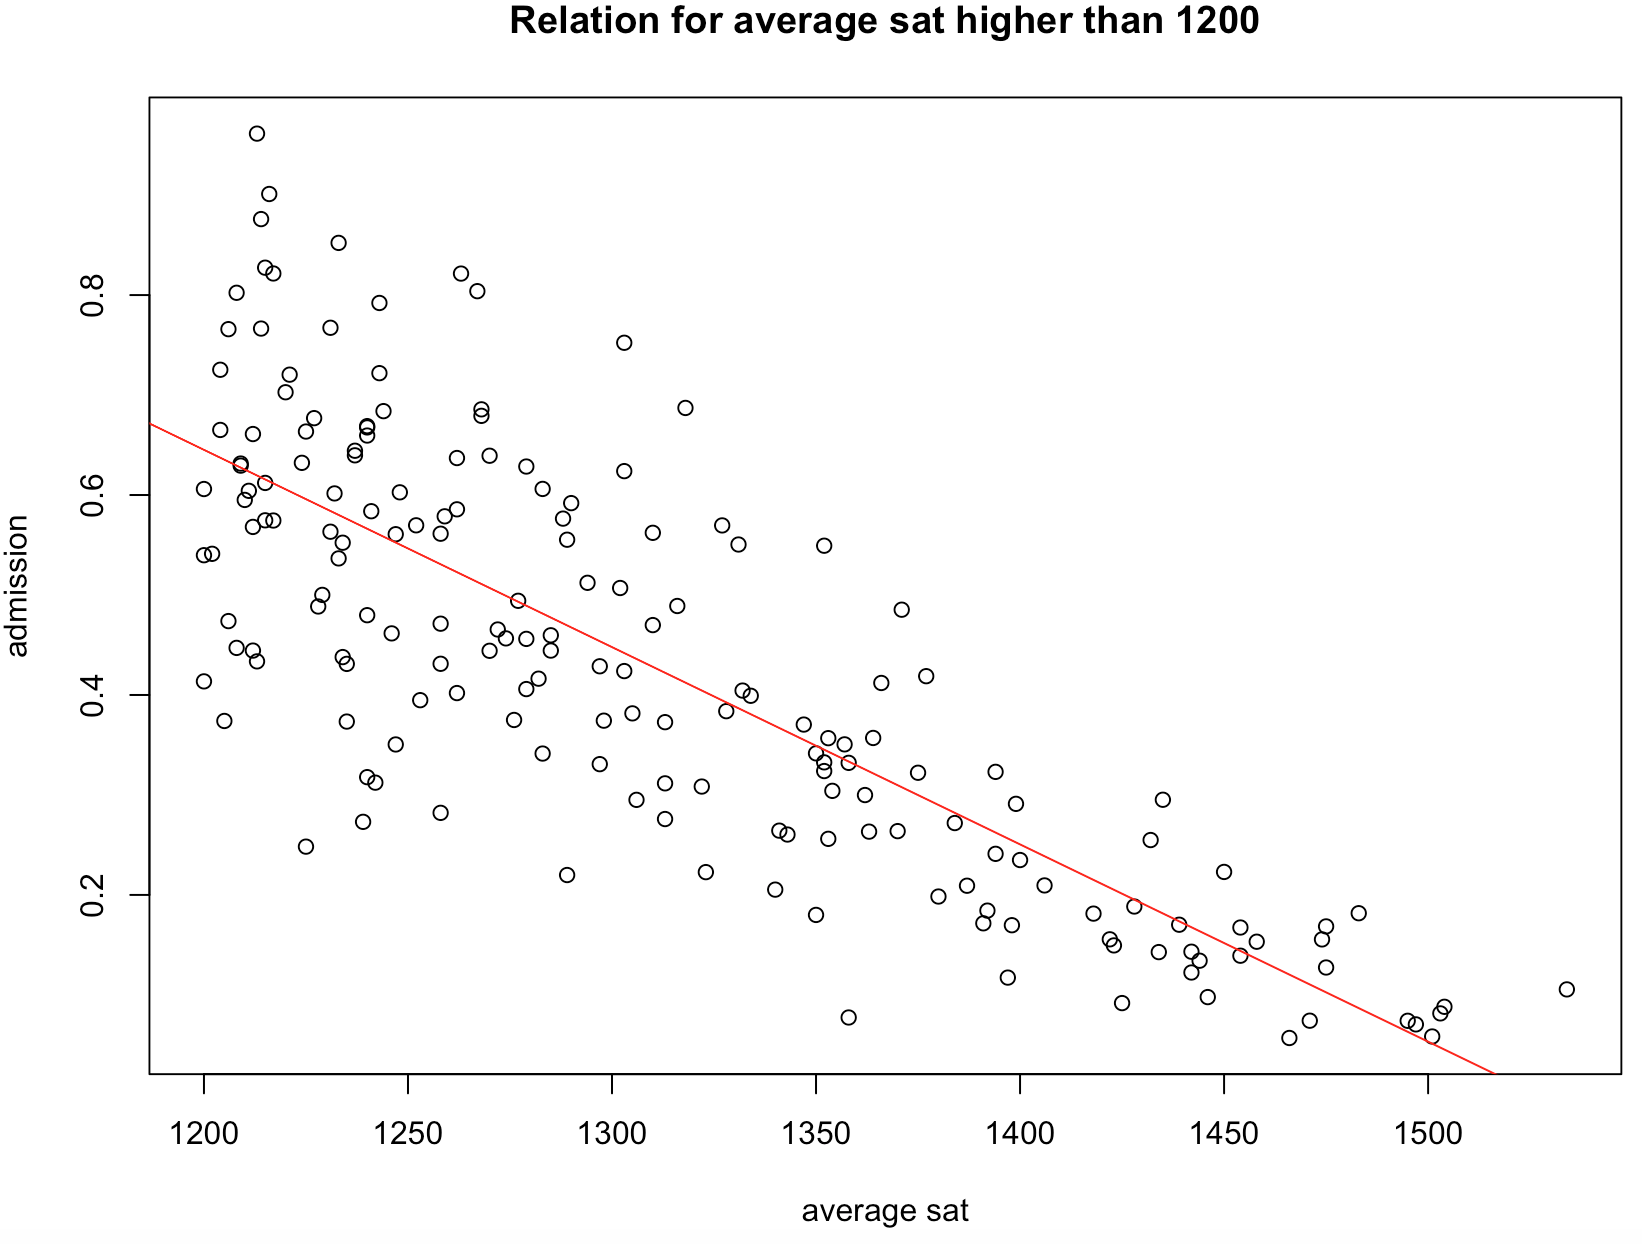 Relation for average sat higher than 1200
admission
0.8
0.6
0.4
0.2
1200 1250 1300 1350 1400 1450 1500
average sat